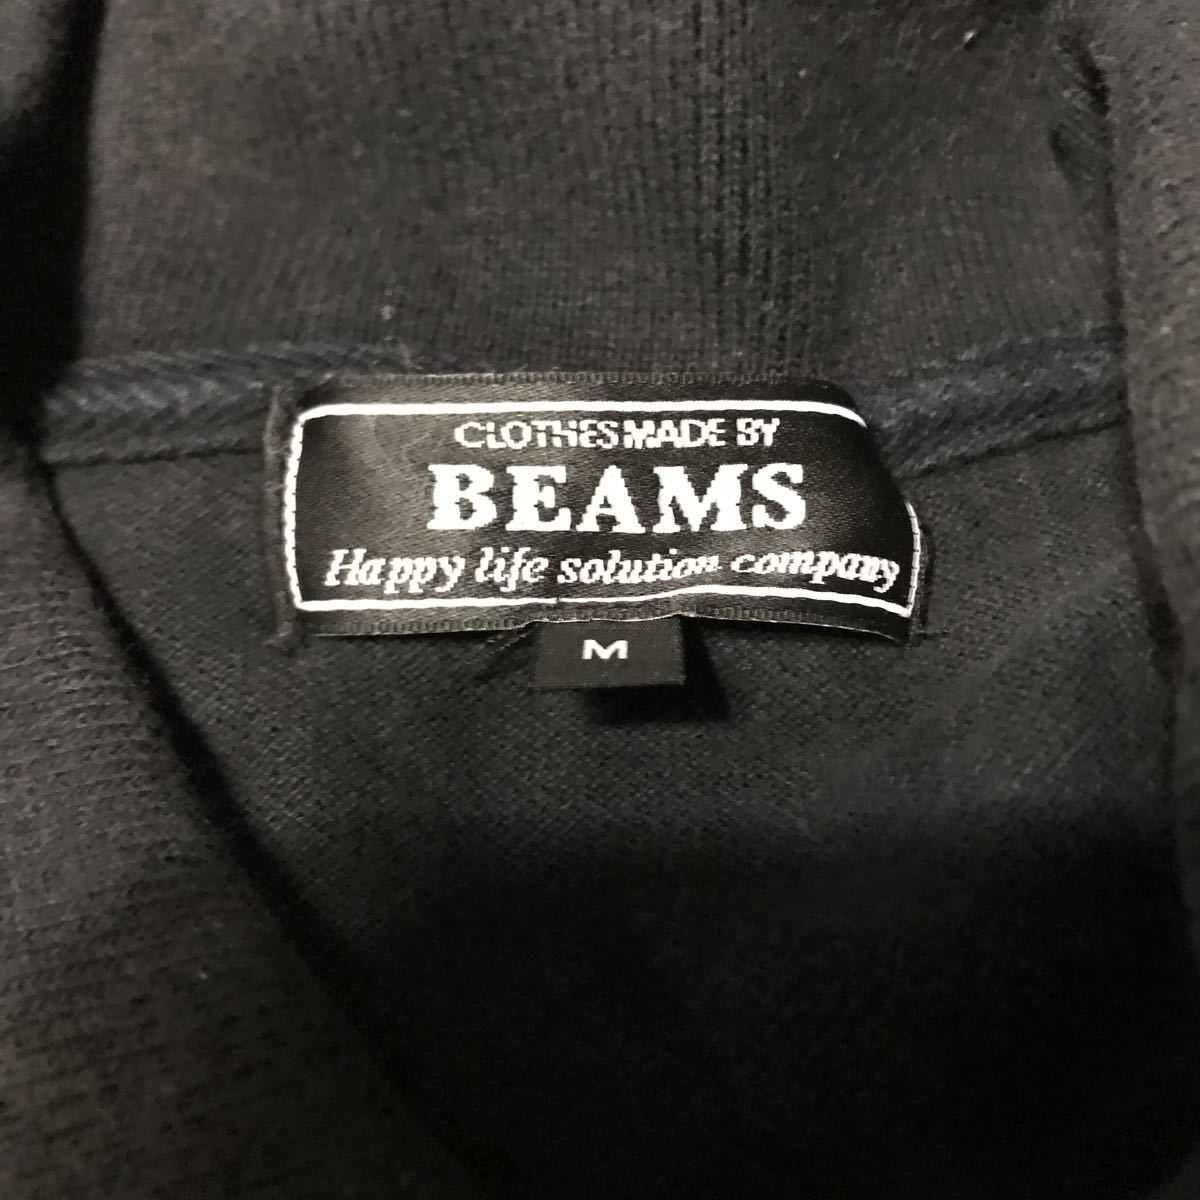 CLOTHES MADE BY
BEAMS
Happy life solution company
M